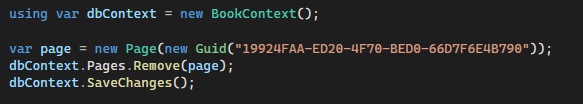 using var dbContext = new BookContext();
var page = new Page(new Guid("19924FAA-ED20-4F70-BED0-66D7F6E4B790"));
dbContext.Pages.Remove(page);
dbContext.SaveChanges();